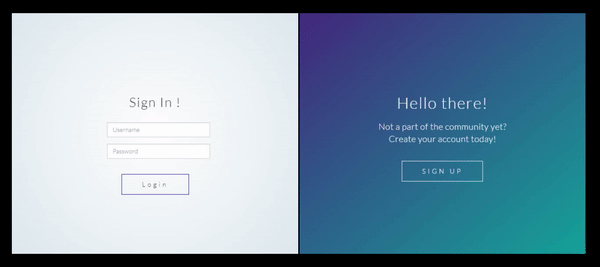 Sign In !
Username
Password
Login
Hello there!
Not a part of the community yet?
Create your account today!
SIGN UP